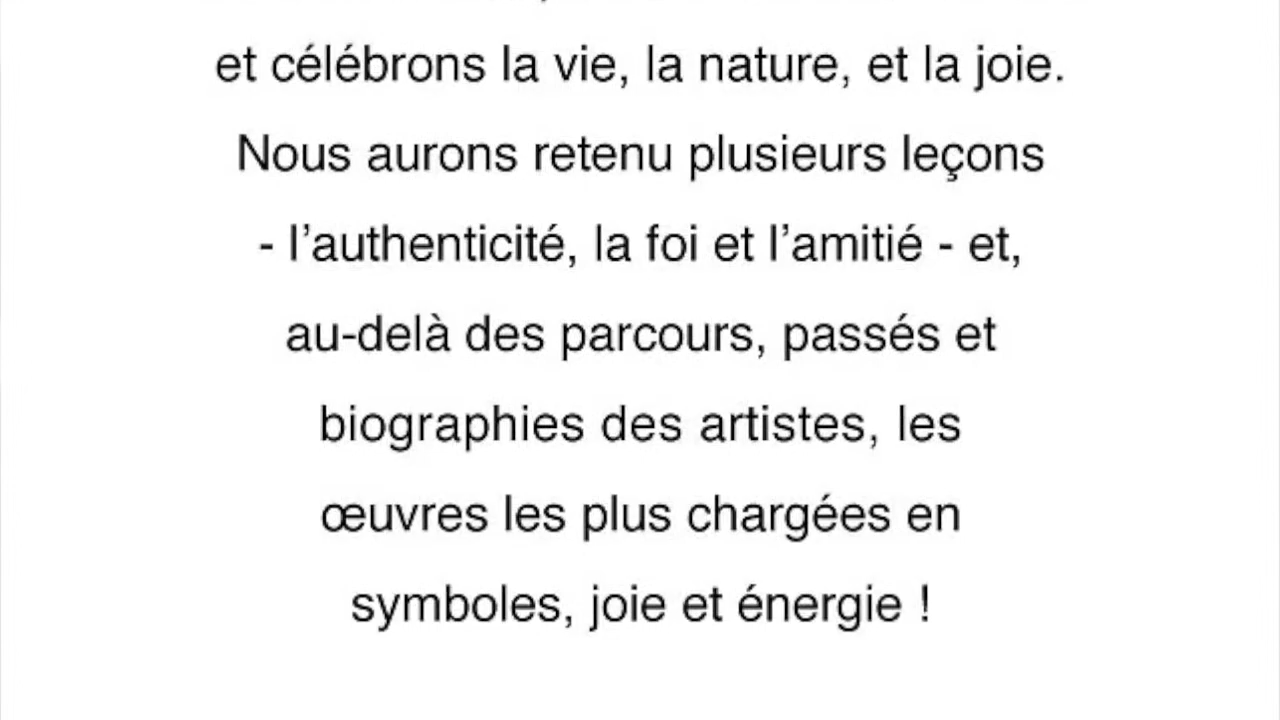 et célébrons la vie, la nature, et la joie.
Nous aurons retenu plusieurs leçons
- l’authenticité, la foi et l’amitié - et,
au-delà des parcours, passés et
biographies des artistes, les
œuvres les plus chargées en
symboles, joie et énergie !